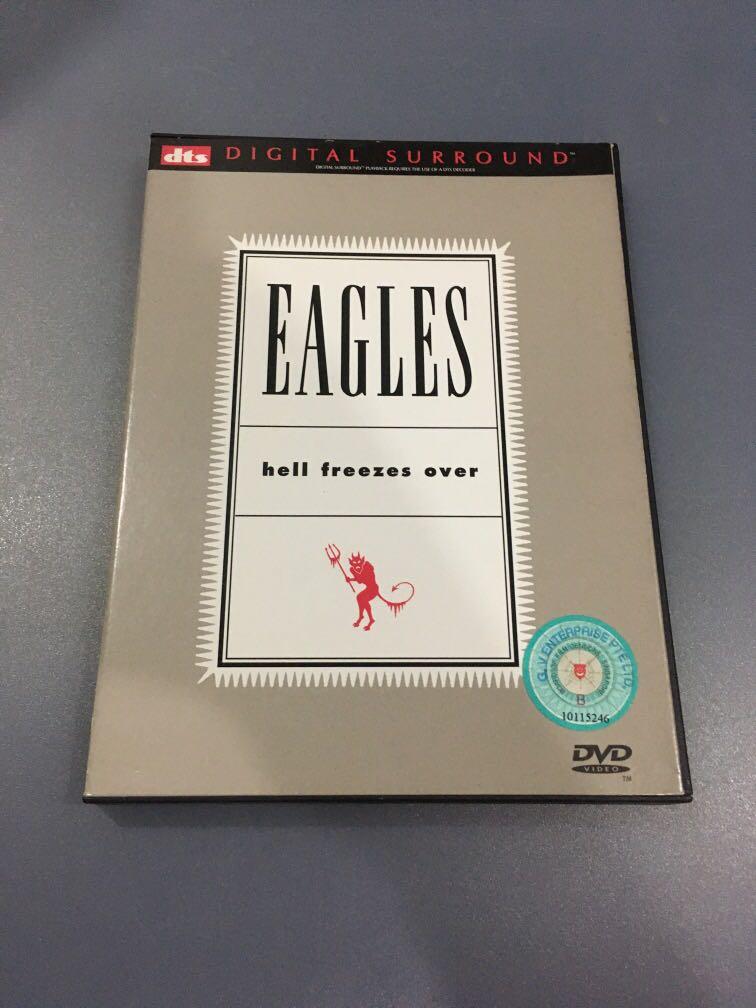 dts DIGITAL SURROUND™
DIGITAL SURROUND™ PLAYBACK REQUIRES THE USE OF A DTS DECODER
EAGLES
hell freezes over
G.V ENTERPRISE PTE LTD
B
10115246
DVD
VIDEO
TM